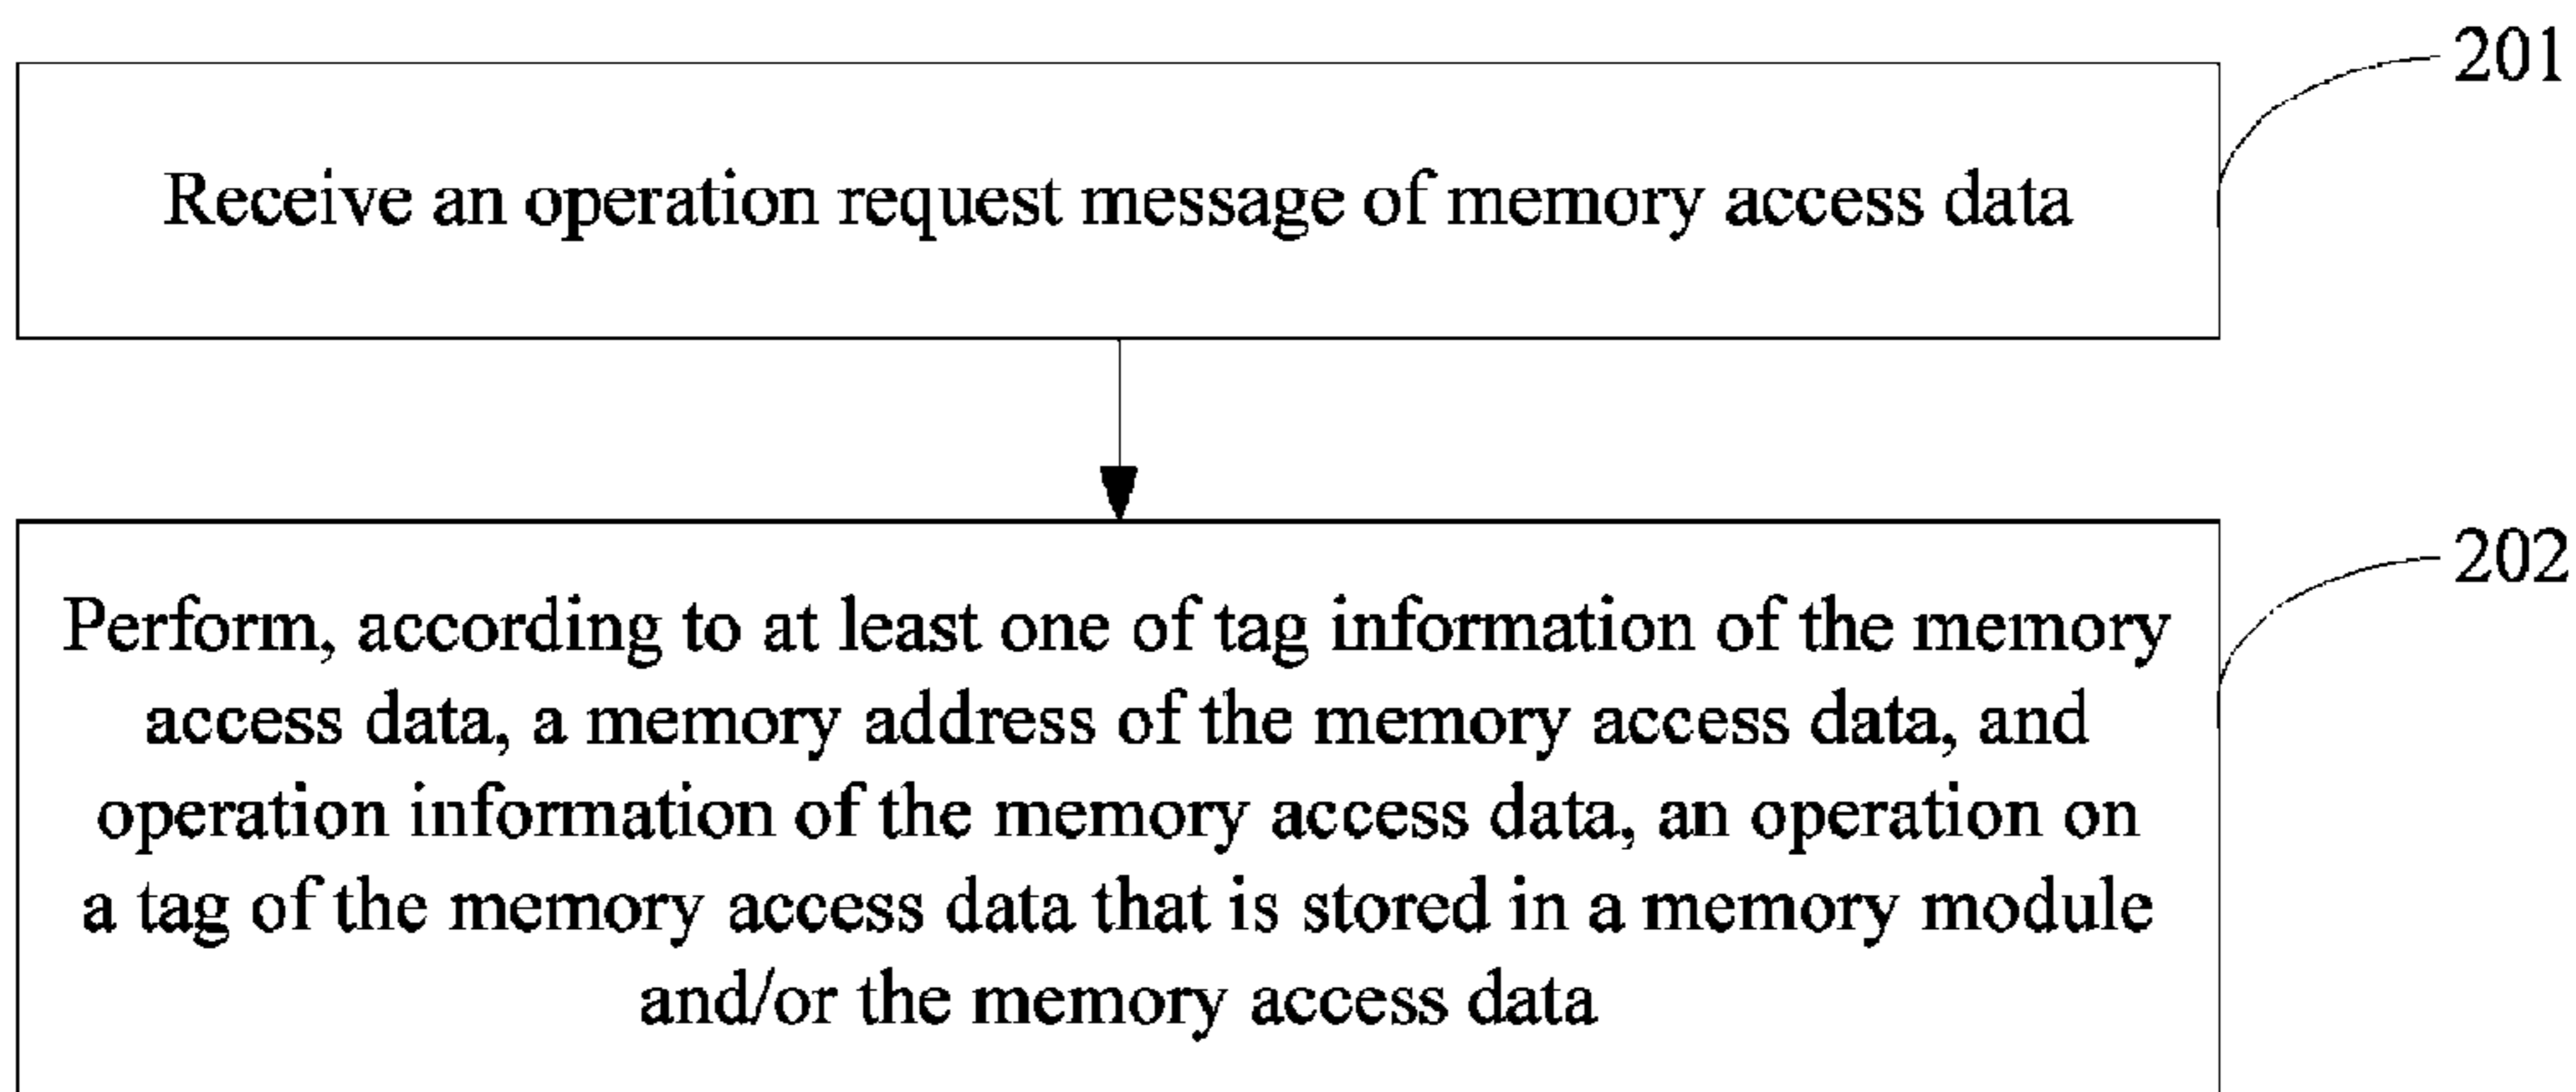 201
Receive an operation request message of memory access data
202
Perform, according to at least one of tag information of the memory
access data, a memory address of the memory access data, and
operation information of the memory access data, an operation on
a tag of the memory access data that is stored in a memory module
and/or the memory access data